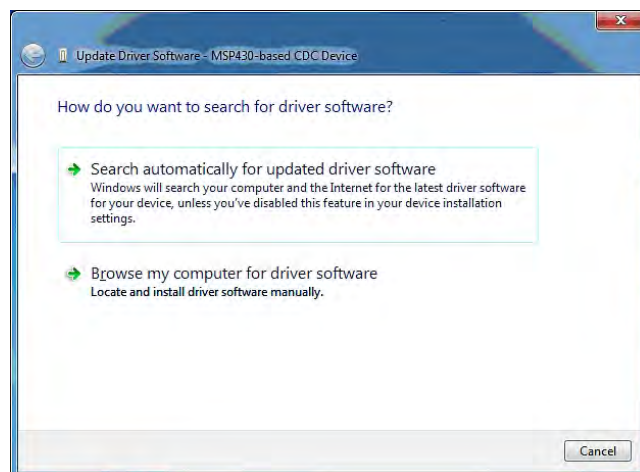 Update Driver Software - MSP430-based CDC Device
How do you want to search for driver software?
Search automatically for updated driver software
Windows will search your computer and the Internet for the latest driver software
for your device, unless you've disabled this feature in your device installation
settings.
Browse my computer for driver software
Locate and install driver software manually.
Cancel